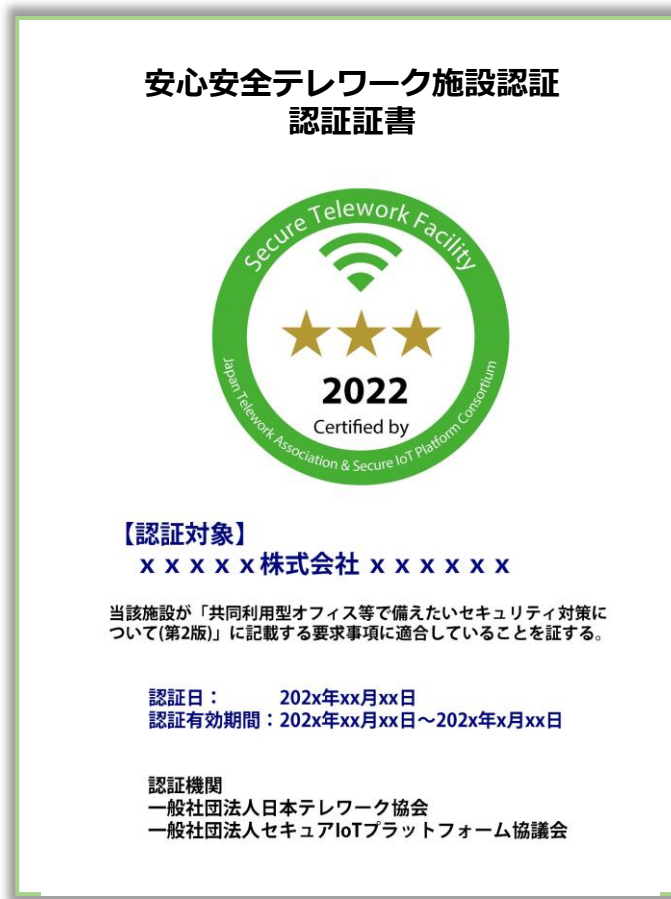 安心安全テレワーク施設認証
認証証書
Secure Telework Facility
2022
Certified by
Japan Telework Association & Secure IoT Platform Consortium
【認証対象】
ｘｘｘｘｘ株式会社 ｘｘｘｘｘｘ
当該施設が「共同利用型オフィス等で備えたいセキュリティ対策に
ついて(第2版)」に記載する要求事項に適合していることを証する。
認証日： 202x年xx月xx日
認証有効期間：202x年xx月xx日～202x年x月xx日
認証機関
一般社団法人日本テレワーク協会
一般社団法人セキュアIoTプラットフォーム協議会